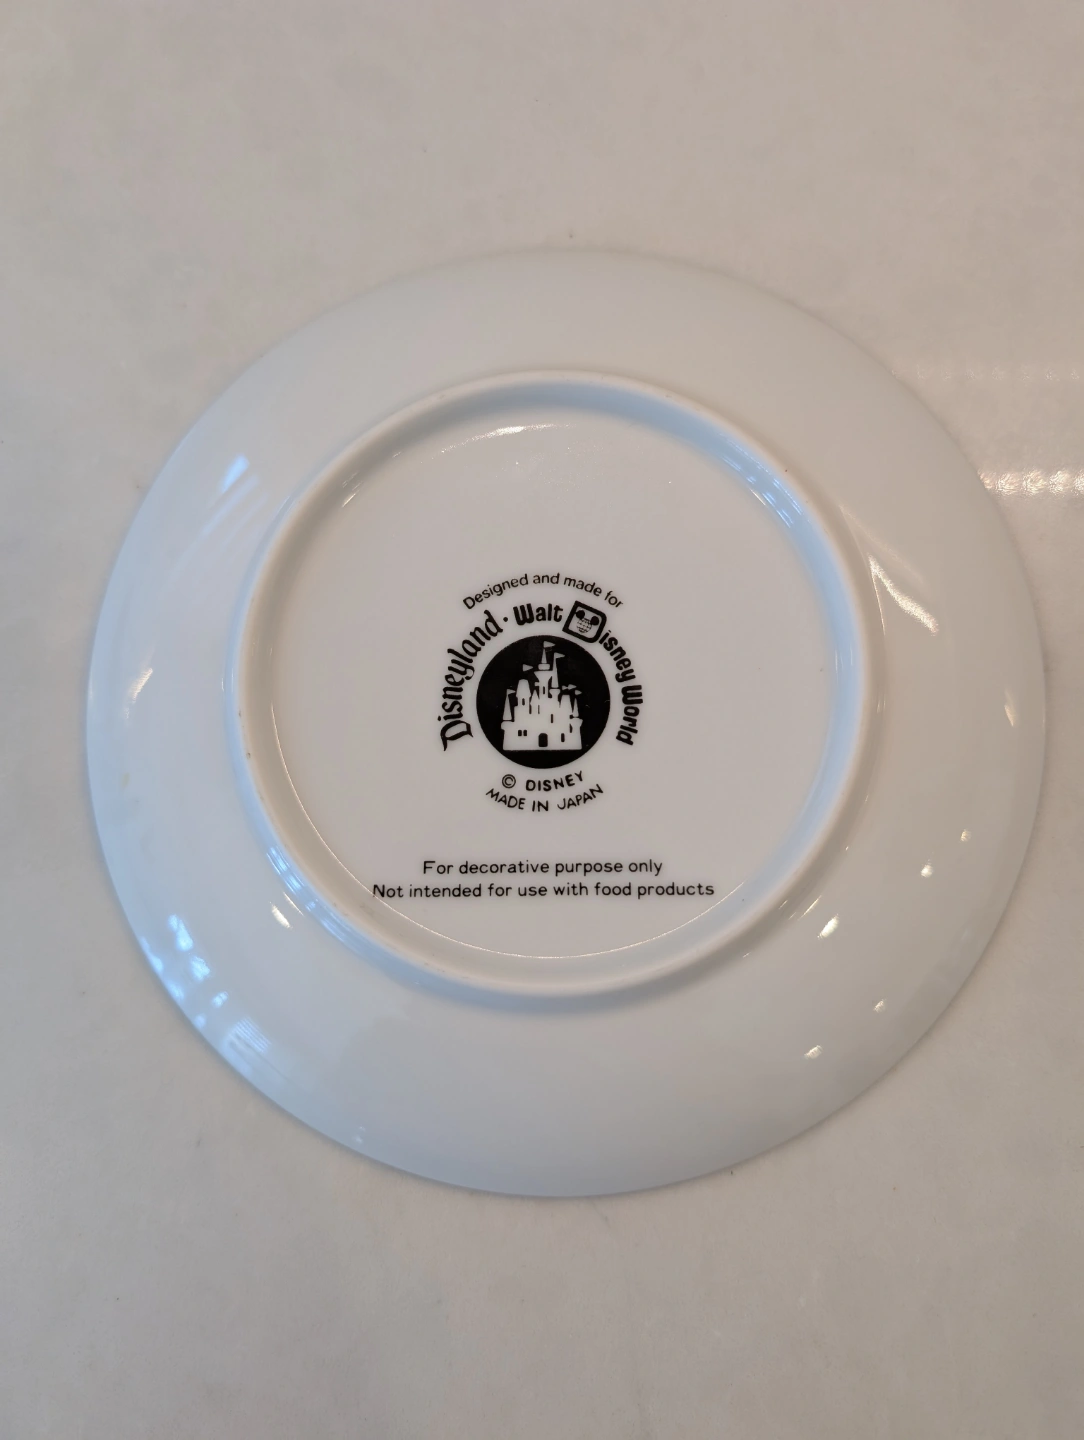 Designed and made for
Disneyland · Walt Disney World
© DISNEY
MADE IN JAPAN
For decorative purpose only
Not intended for use with food products